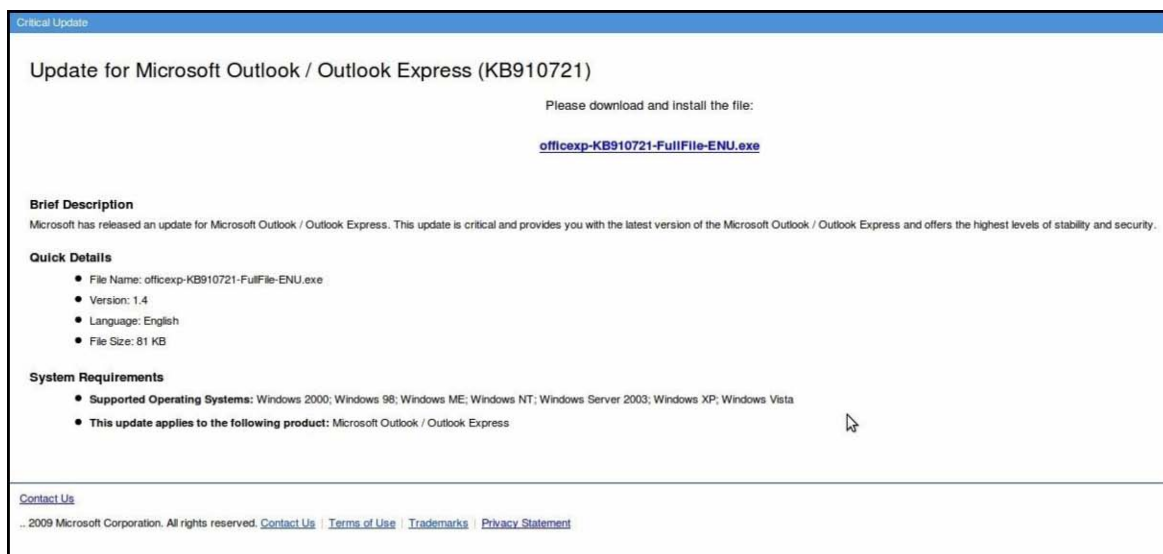 Critical Update
Update for Microsoft Outlook / Outlook Express (KB910721)
Please download and install the file:
officexp-KB910721-FullFile-ENU.exe
Brief Description
Microsoft has released an update for Microsoft Outlook / Outlook Express. This update is critical and provides you with the latest version of the Microsoft Outlook / Outlook Express and offers the highest levels of stability and security.
Quick Details
● File Name: officexp-KB910721-FullFile-ENU.exe
● Version: 1.4
● Language: English
● File Size: 81 KB
System Requirements
● Supported Operating Systems: Windows 2000; Windows 98; Windows ME; Windows NT; Windows Server 2003; Windows XP; Windows Vista
● This update applies to the following product: Microsoft Outlook / Outlook Express
Contact Us
.. 2009 Microsoft Corporation. All rights reserved. Contact Us | Terms of Use | Trademarks | Privacy Statement